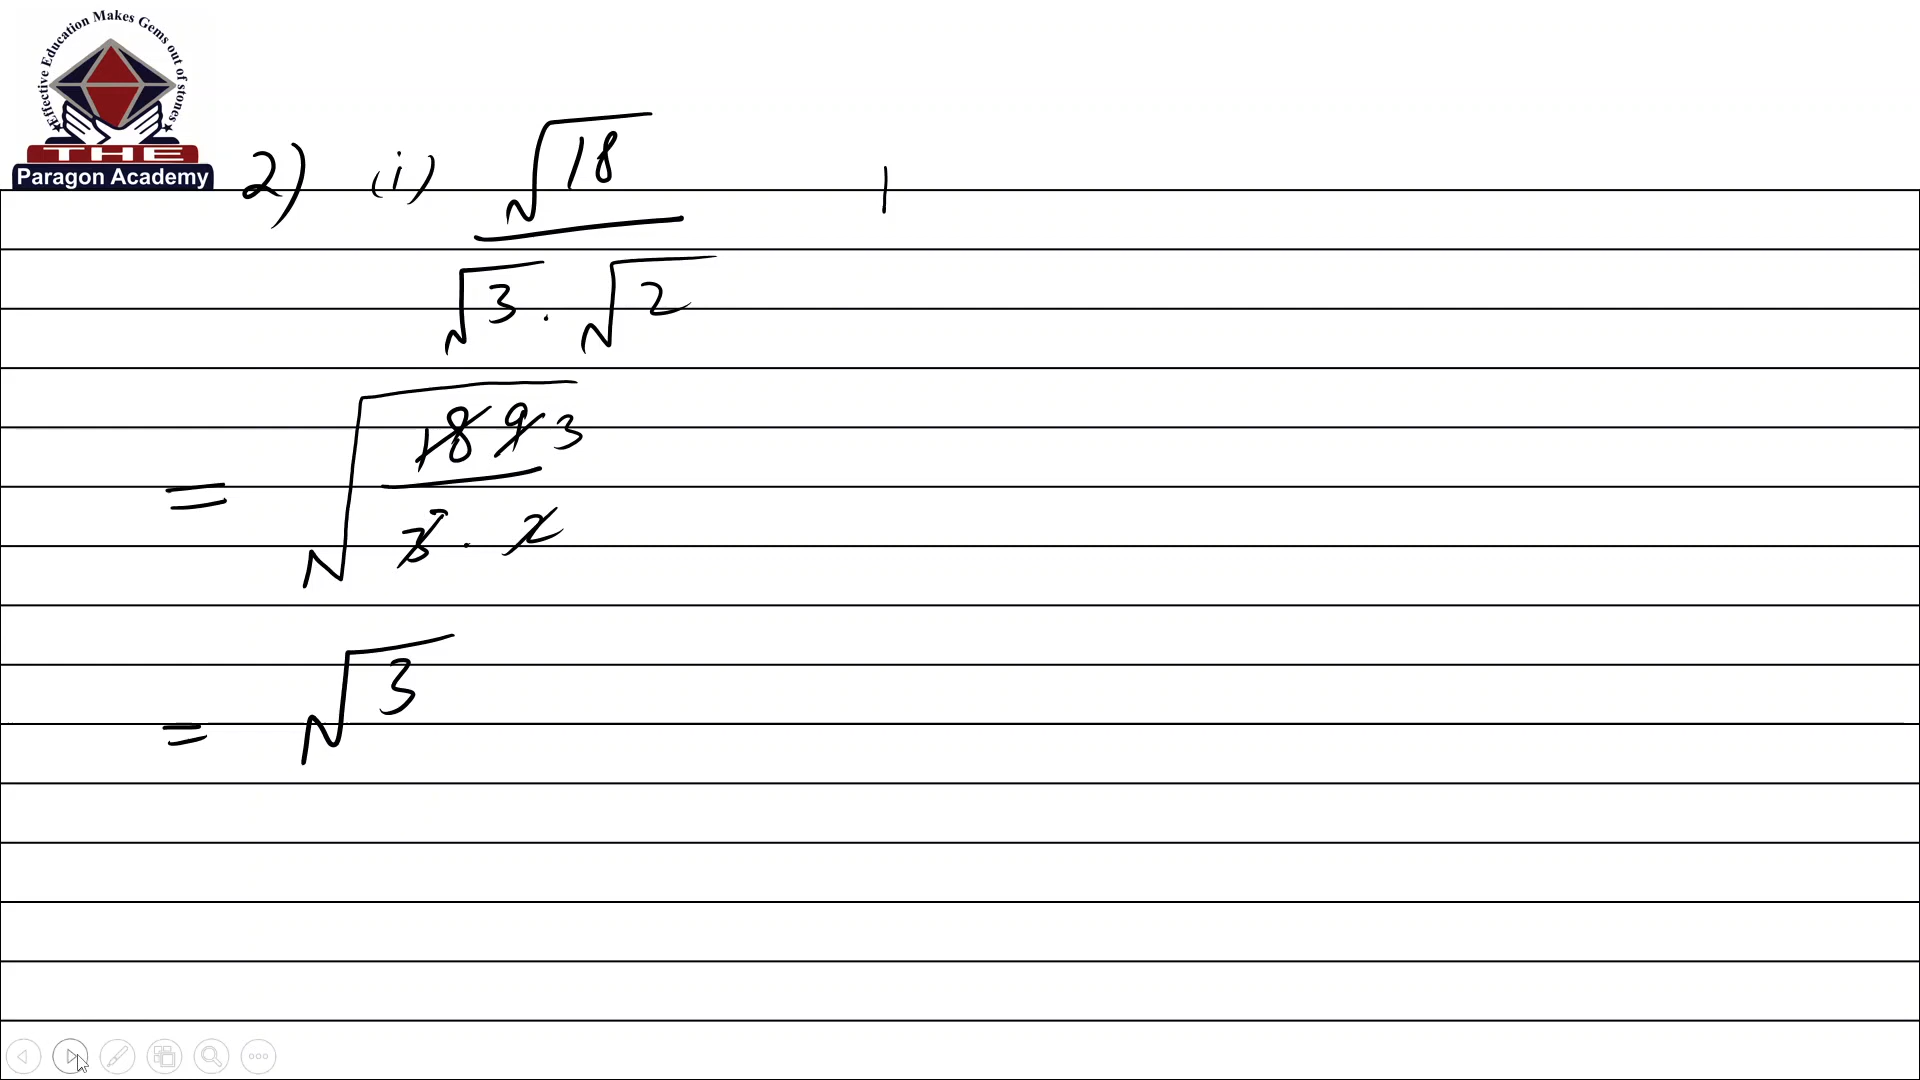 Effective Education Makes Gems out of stones
THE
Paragon Academy
2) (i) √18 / √3 . √2
= √(18 9 3 / 3 . 2)
= √3